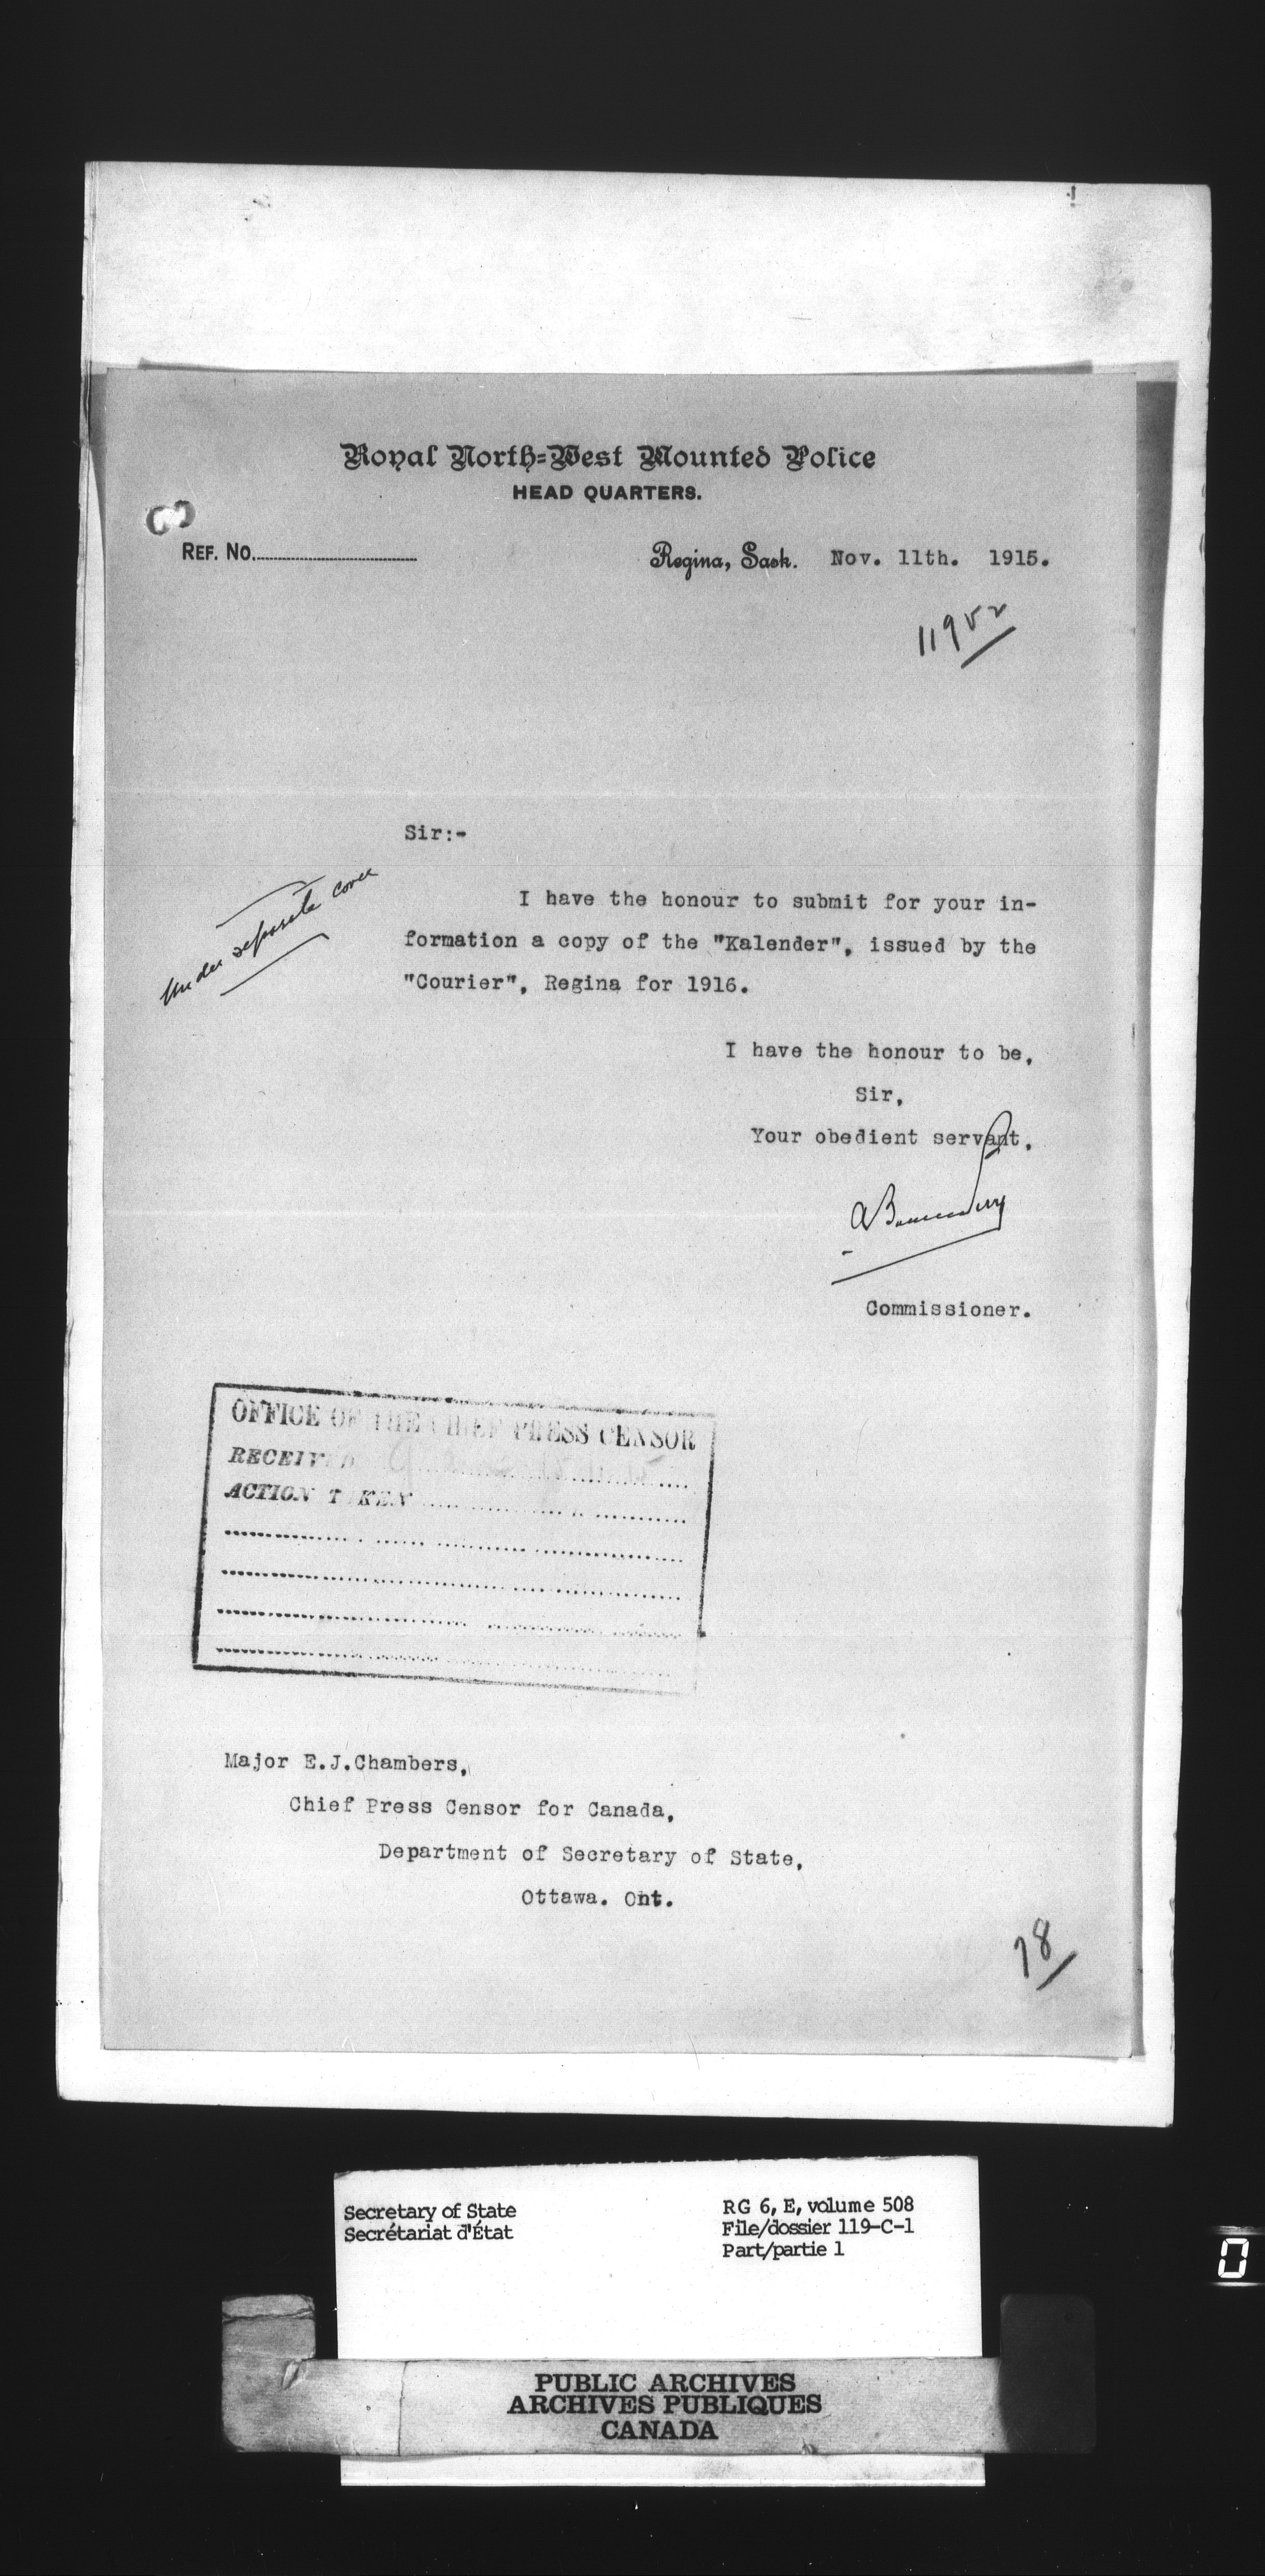 Royal North-West Mounted Police
HEAD QUARTERS.
REF. NO.
Regina, Sask. Nov. 11th. 1915.
11952
Sir:-
Under separate cover
I have the honour to submit for your in-
formation a copy of the "Kalender", issued by the
"Courier", Regina for 1916.
I have the honour to be,
Sir,
Your obedient servant,
Commissioner.
OFFICE OF THE CHIEF PRESS CENSOR
RECEIVED
ACTION TAKEN
Major E.J.Chambers,
Chief Press Censor for Canada,
Department of Secretary of State,
Ottawa. Ont.
78
Secretary of State
Secrétariat d'État
RG 6, E, volume 508
File/dossier 119-C-1
Part/partie 1
0
PUBLIC ARCHIVES
ARCHIVES PUBLIQUES
CANADA